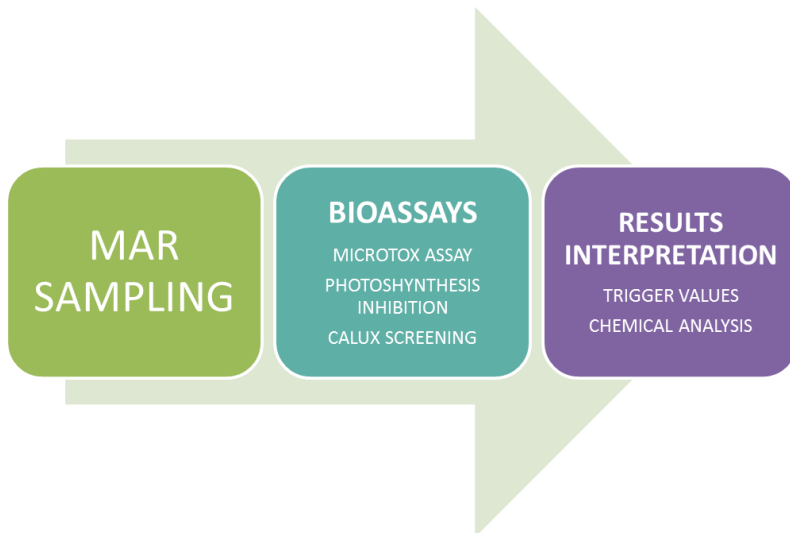 MAR
SAMPLING
BIOASSAYS
MICROTOX ASSAY
PHOTOSHYNTHESIS
INHIBITION
CALUX SCREENING
RESULTS
INTERPRETATION
TRIGGER VALUES
CHEMICAL ANALYSIS